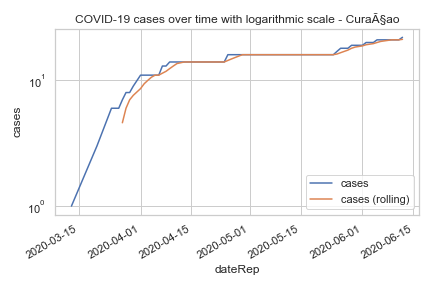 COVID-19 cases over time with logarithmic scale - CuraÃ§ao
cases
10¹
10⁰
cases
cases (rolling)
2020-03-15
2020-04-01
2020-04-15
2020-05-01
2020-05-15
2020-06-01
2020-06-15
dateRep